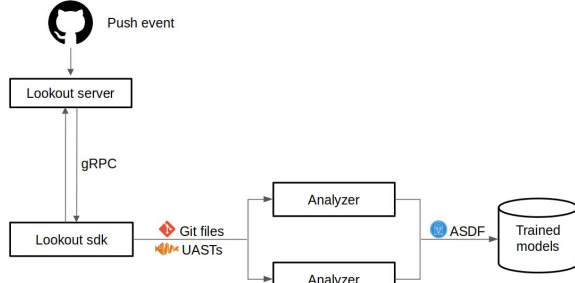 Push event
Lookout server
gRPC
Lookout sdk
Git files
UASTs
Analyzer
Analyzer
ASDF
Trained
models